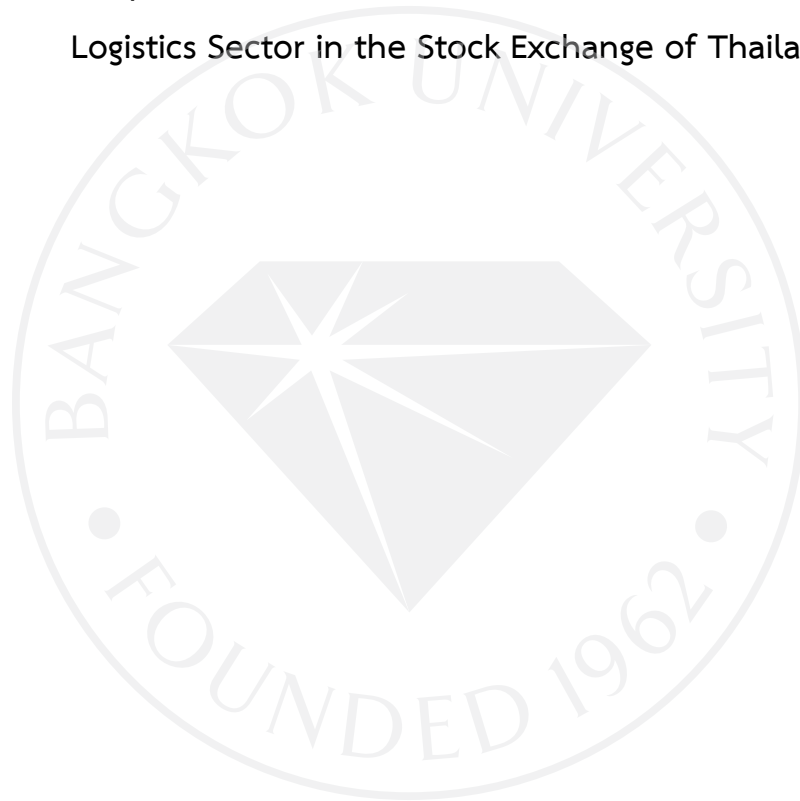 Logistics Sector in the Stock Exchange of Thaila
BANGKOK UNIVERSITY
FOUNDED 1962